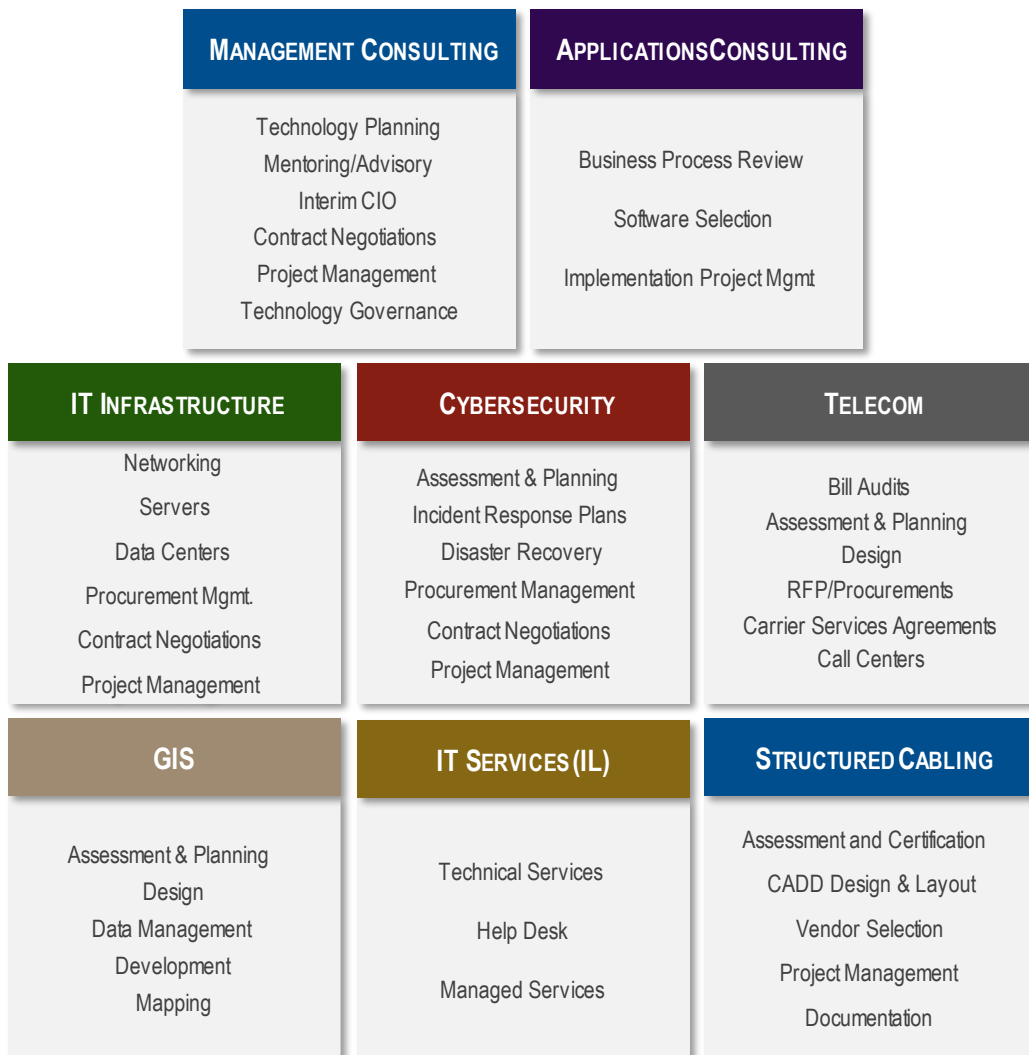 MANAGEMENT CONSULTING
Technology Planning
Mentoring/Advisory
Interim CIO
Contract Negotiations
Project Management
Technology Governance
APPLICATIONSCONSULTING
Business Process Review
Software Selection
Implementation Project Mgmt
IT INFRASTRUCTURE
Networking
Servers
Data Centers
Procurement Mgmt.
Contract Negotiations
Project Management
CYBERSECURITY
Assessment & Planning
Incident Response Plans
Disaster Recovery
Procurement Management
Contract Negotiations
Project Management
TELECOM
Bill Audits
Assessment & Planning
Design
RFP/Procurements
Carrier Services Agreements
Call Centers
GIS
Assessment & Planning
Design
Data Management
Development
Mapping
IT SERVICES (IL)
Technical Services
Help Desk
Managed Services
STRUCTURED CABLING
Assessment and Certification
CADD Design & Layout
Vendor Selection
Project Management
Documentation